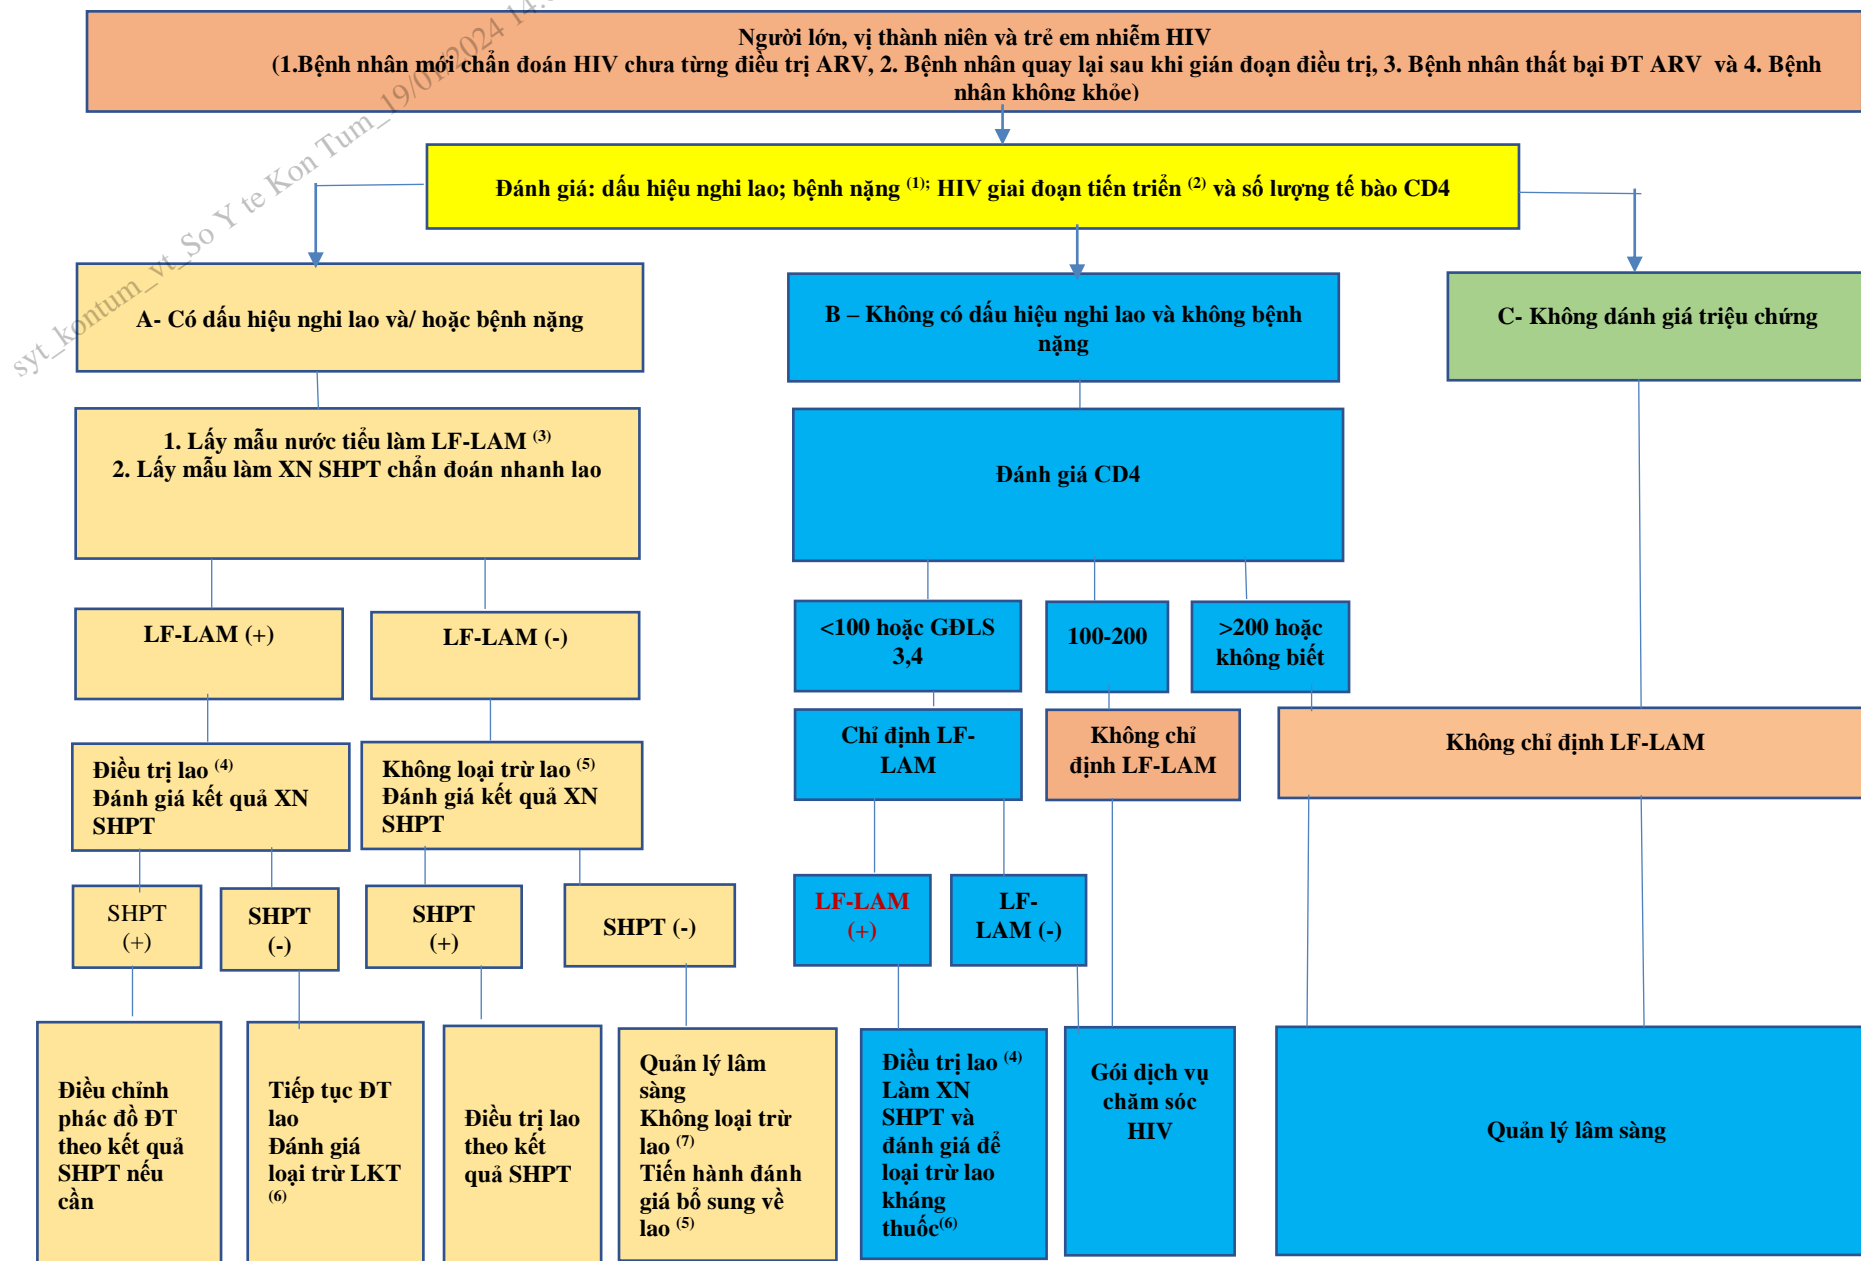 Người lớn, vị thành niên và trẻ em nhiễm HIV
(1.Bệnh nhân mới chẩn đoán HIV chưa từng điều trị ARV, 2. Bệnh nhân quay lại sau khi gián đoạn điều trị, 3. Bệnh nhân thất bại ĐT ARV và 4. Bệnh
nhân không khỏe)
syt_kontum_vt_So Y te Kon Tum_19/01/2024 14:
Đánh giá: dấu hiệu nghi lao; bệnh nặng (1); HIV giai đoạn tiến triển (2) và số lượng tế bào CD4
A- Có dấu hiệu nghi lao và/ hoặc bệnh nặng
B – Không có dấu hiệu nghi lao và không bệnh
nặng
C- Không dánh giá triệu chứng
1. Lấy mẫu nước tiểu làm LF-LAM (3)
2. Lấy mẫu làm XN SHPT chẩn đoán nhanh lao
Đánh giá CD4
LF-LAM (+)
LF-LAM (-)
<100 hoặc GĐLS
3,4
100-200
>200 hoặc
không biết
Điều trị lao (4)
Đánh giá kết quả XN
SHPT
Không loại trừ lao (5)
Đánh giá kết quả XN
SHPT
Chỉ định LF-
LAM
Không chỉ
định LF-LAM
Không chỉ định LF-LAM
SHPT
(+)
SHPT
(-)
SHPT
(+)
SHPT (-)
LF-LAM
(+)
LF-
LAM (-)
Điều chỉnh
phác đồ ĐT
theo kết quả
SHPT nếu
cần
Tiếp tục ĐT
lao
Đánh giá
loại trừ LKT
(6)
Điều trị lao
theo kết
quả SHPT
Quản lý lâm
sàng
Không loại trừ
lao (7)
Tiến hành đánh
giá bổ sung về
lao (5)
Điều trị lao (4)
Làm XN
SHPT và
đánh giá để
loại trừ lao
kháng
thuốc(6)
Gói dịch vụ
chăm sóc
HIV
Quản lý lâm sàng